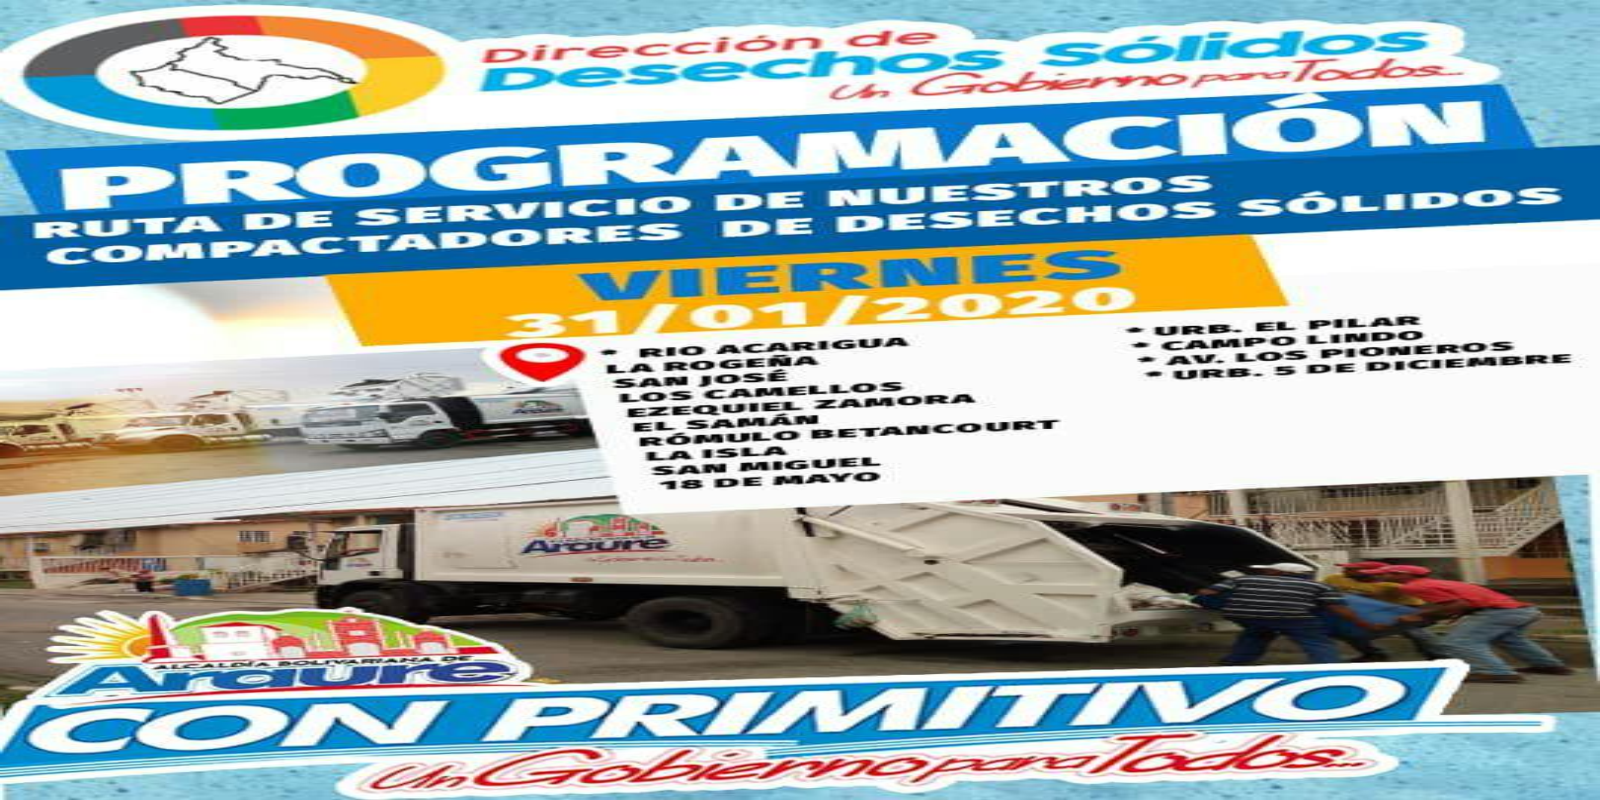 Dirección de
Desechos Sólidos
Un Gobierno para Todos...
PROGRAMACIÓN
RUTA DE SERVICIO DE NUESTROS
COMPACTADORES DE DESECHOS SÓLIDOS
VIERNES
31/01/2020
* RIO ACARIGUA
LA ROGEÑA
SAN JOSÉ
LOS CAMELLOS
EZEQUIEL ZAMORA
EL SAMÁN
RÓMULO BETANCOURT
LA ISLA
SAN MIGUEL
18 DE MAYO
* URB. EL PILAR
* CAMPO LINDO
* AV. LOS PIONEROS
* URB. 5 DE DICIEMBRE
Araure
Araure
ALCALDÍA BOLIVARIANA DE
Araure
CON PRIMITIVO
Un Gobierno para Todos...